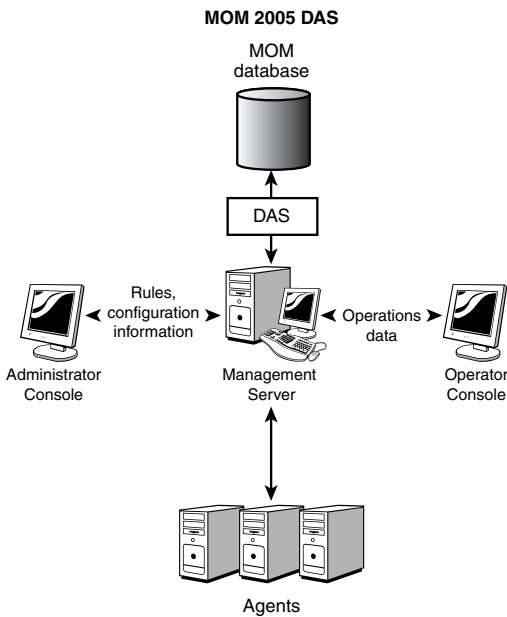 MOM 2005 DAS
MOM
database
DAS
Rules,
configuration
information
Operations
data
Administrator
Console
Management
Server
Operator
Console
Agents